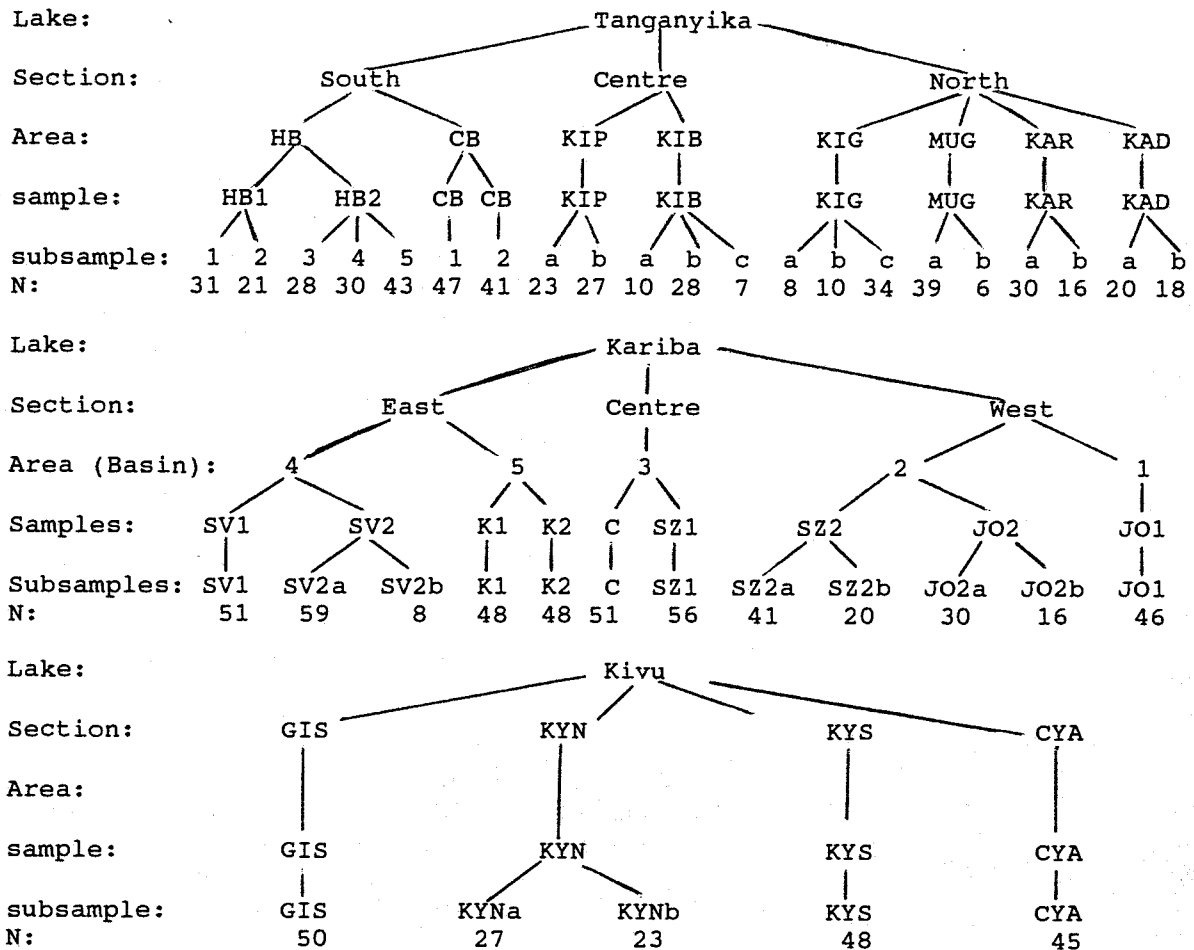 Lake: Tanganyika
Section: South Centre North
Area: HB CB KIP KIB KIG MUG KAR KAD
sample: HB1 HB2 CB CB KIP KIB KIG MUG KAR KAD
subsample: 1 2 3 4 5 1 2 a b a b c a b c a b a b a b
N: 31 21 28 30 43 47 41 23 27 10 28 7 8 10 34 39 6 30 16 20 18
Lake: Kariba
Section: East Centre West
Area (Basin): 4 5 3 2 1
Samples: SV1 SV2 K1 K2 C SZ1 SZ2 JO2 JO1
Subsamples: SV1 SV2a SV2b K1 K2 C SZ1 SZ2a SZ2b JO2a JO2b JO1
N: 51 59 8 48 48 51 56 41 20 30 16 46
Lake: Kivu
Section: GIS KYN KYS CYA
Area:
sample: GIS KYN KYS CYA
subsample: GIS KYNa KYNb KYS CYA
N: 50 27 23 48 45